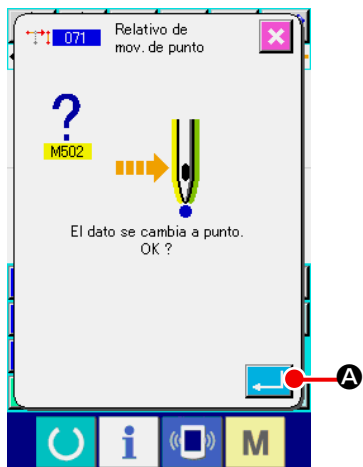 071
Relativo de
mov. de punto
?
M502
El dato se cambia a punto.
OK ?
A
i
M